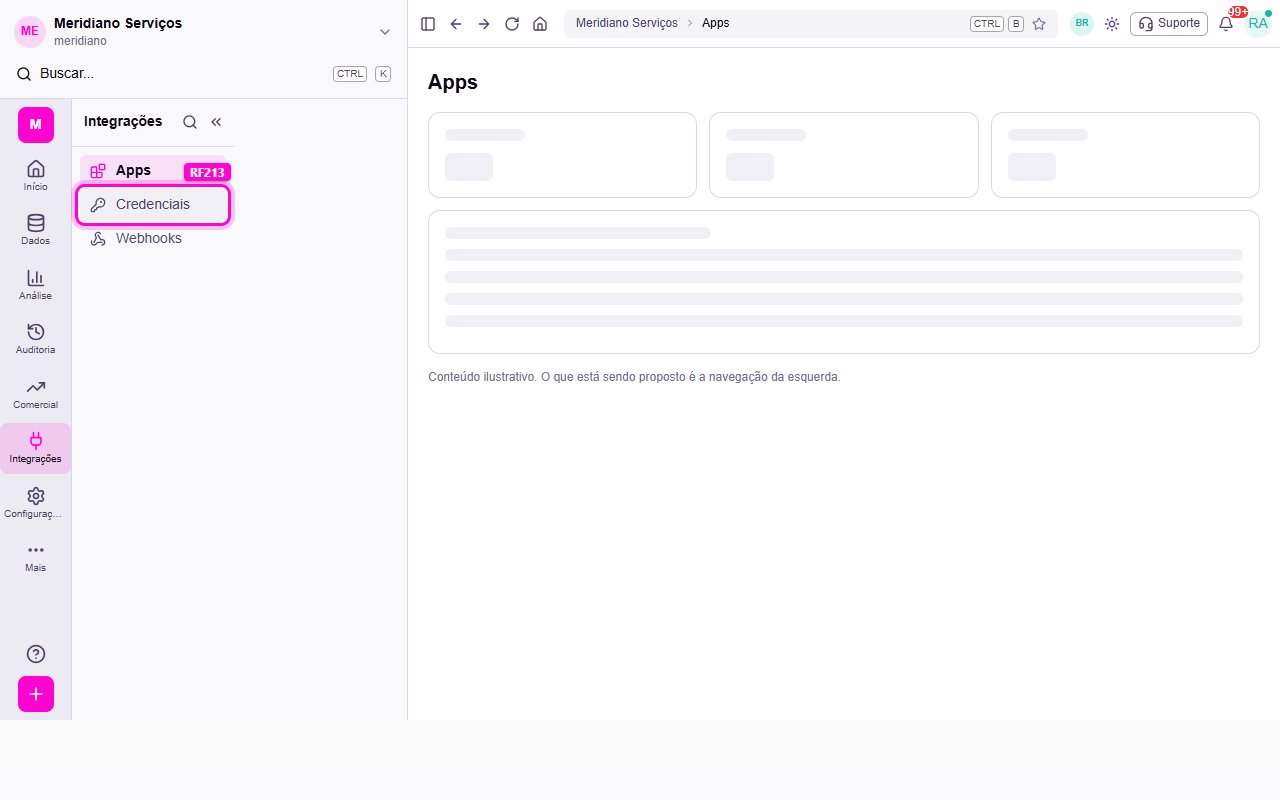 ME
Meridiano Serviços
meridiano
Buscar...
CTRL K
Meridiano Serviços > Apps
CTRL B
BR
Suporte
99+
RA
M
Início
Dados
Análise
Auditoria
Comercial
Integrações
Configuraç...
Mais
Integrações
Apps
RF213
Credenciais
Webhooks
Apps
Conteúdo ilustrativo. O que está sendo proposto é a navegação da esquerda.